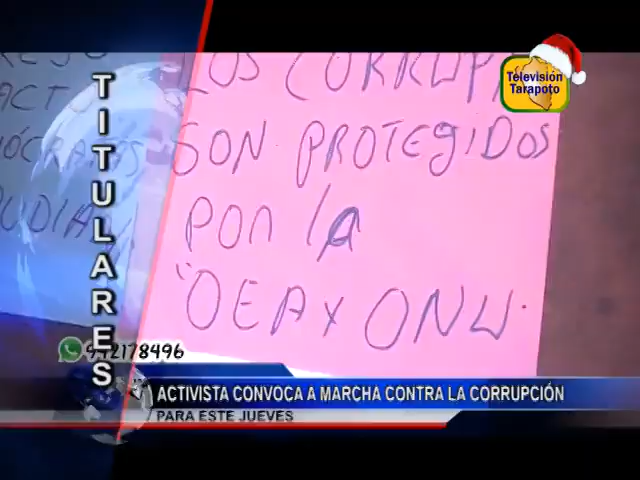 Televisión
Tarapoto
TITULARES
LOS CORRUP
SON PROTEGIDOS
POR la
"OEA Y ONU.
942178496
ACTIVISTA CONVOCA A MARCHA CONTRA LA CORRUPCIÓN
PARA ESTE JUEVES